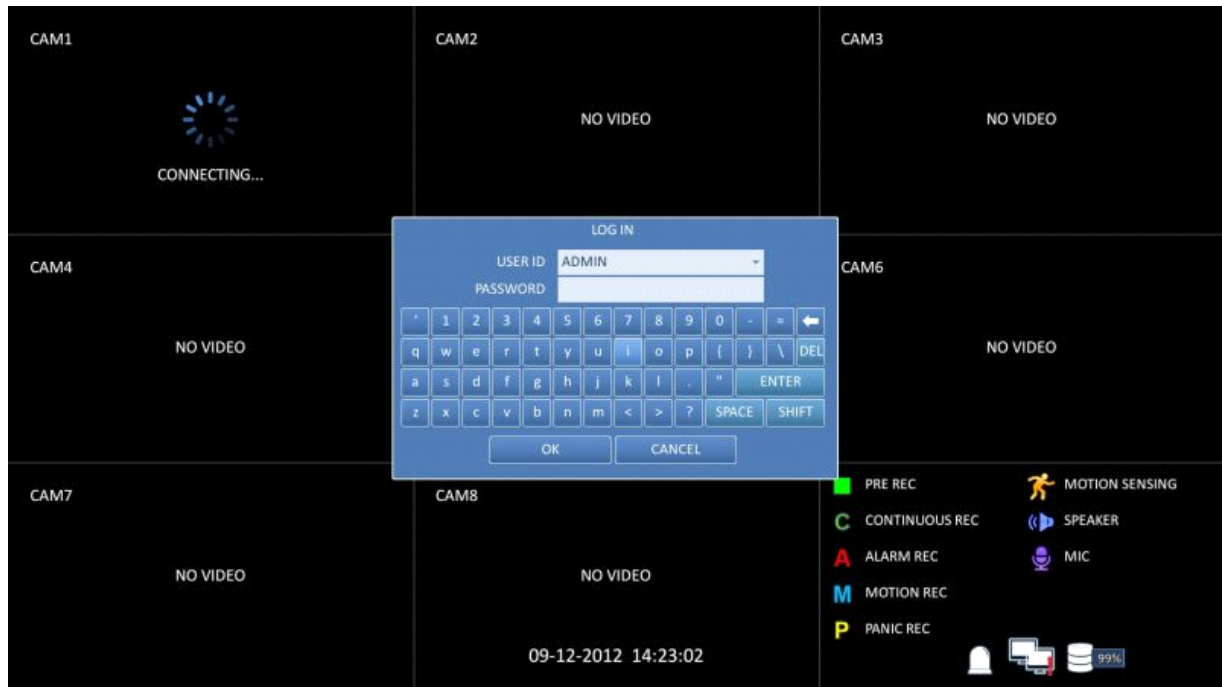 CAM1
CONNECTING...
CAM2
NO VIDEO
CAM3
NO VIDEO
LOG IN
USER ID ADMIN
PASSWORD
' 1 2 3 4 5 6 7 8 9 0 - =
q w e r t y u i o p { } \ DEL
a s d f g h j k l . " ENTER
z x c v b n m < > ? SPACE SHIFT
OK CANCEL
CAM4
NO VIDEO
CAM6
NO VIDEO
CAM7
NO VIDEO
CAM8
NO VIDEO
PRE REC
C CONTINUOUS REC
A ALARM REC
M MOTION REC
P PANIC REC
MOTION SENSING
SPEAKER
MIC
09-12-2012 14:23:02
99%